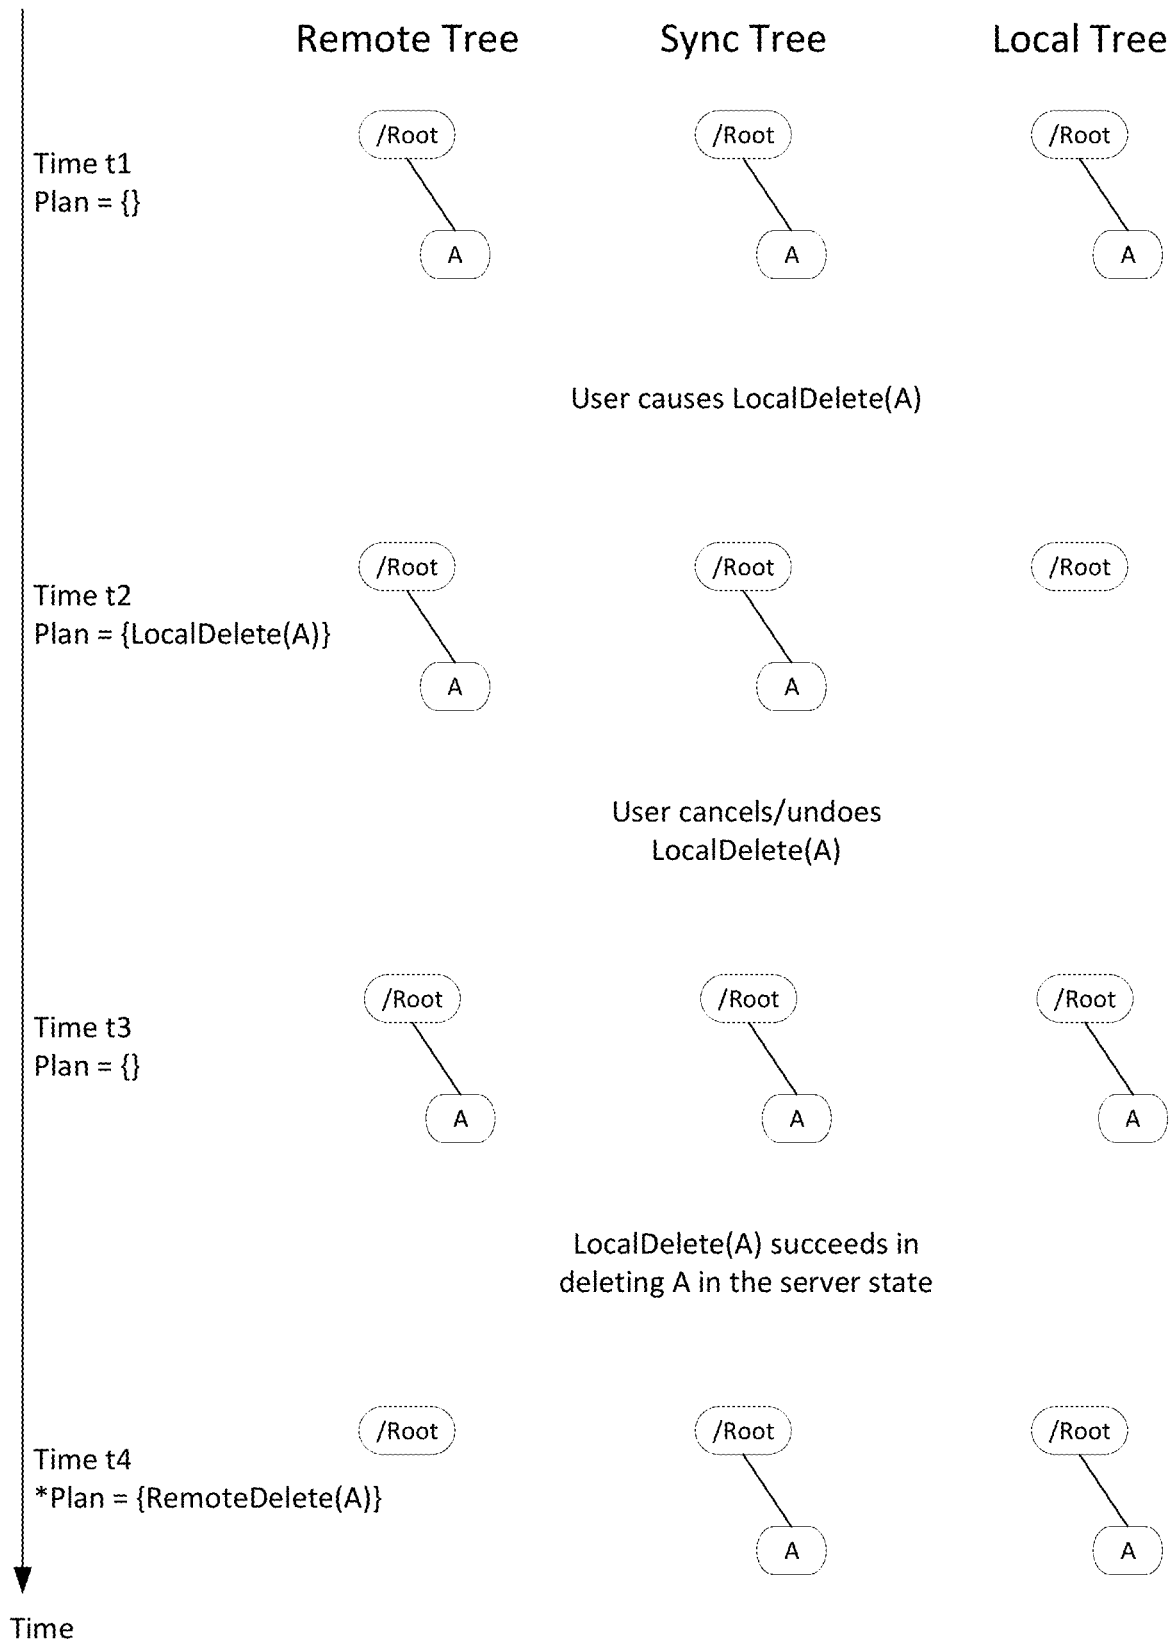 Remote Tree
Sync Tree
Local Tree
Time t1
Plan = {}
/Root
A
/Root
A
/Root
A
User causes LocalDelete(A)
Time t2
Plan = {LocalDelete(A)}
/Root
A
/Root
A
/Root
User cancels/undoes
LocalDelete(A)
Time t3
Plan = {}
/Root
A
/Root
A
/Root
A
LocalDelete(A) succeeds in
deleting A in the server state
Time t4
*Plan = {RemoteDelete(A)}
/Root
/Root
A
/Root
A
Time